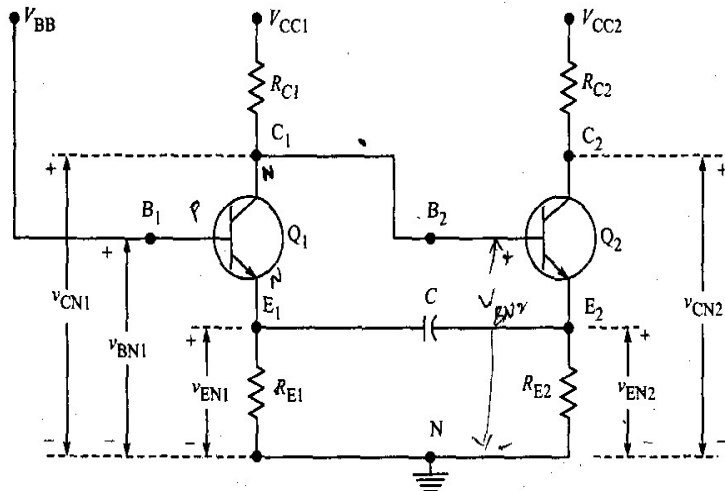 V_BB V_CC1 V_CC2
R_C1 R_C2
C_1 C_2
+ N +
B_1 P B_2
+ Q_1 + Q_2
N
v_CN1 E_1 C V_BN2 E_2 v_CN2
v_BN1 + +
v_EN1 R_E1 R_E2 v_EN2
− − − N − − −